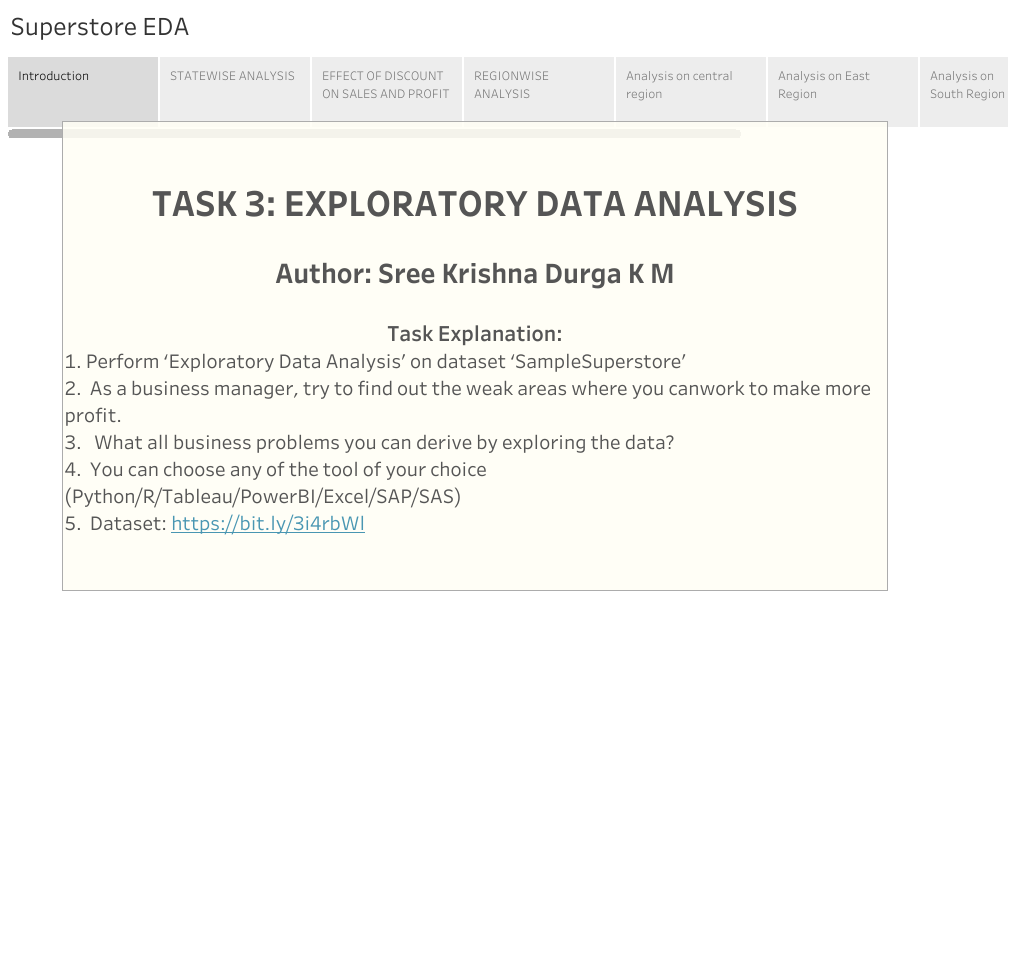 Superstore EDA
Introduction
STATEWISE ANALYSIS
EFFECT OF DISCOUNT
ON SALES AND PROFIT
REGIONWISE
ANALYSIS
Analysis on central
region
Analysis on East
Region
Analysis on
South Region
TASK 3: EXPLORATORY DATA ANALYSIS
Author: Sree Krishna Durga K M
Task Explanation:
1. Perform ‘Exploratory Data Analysis’ on dataset ‘SampleSuperstore’
2.  As a business manager, try to find out the weak areas where you canwork to make more
profit.
3.   What all business problems you can derive by exploring the data?
4.  You can choose any of the tool of your choice
(Python/R/Tableau/PowerBI/Excel/SAP/SAS)
5.  Dataset: https://bit.ly/3i4rbWl